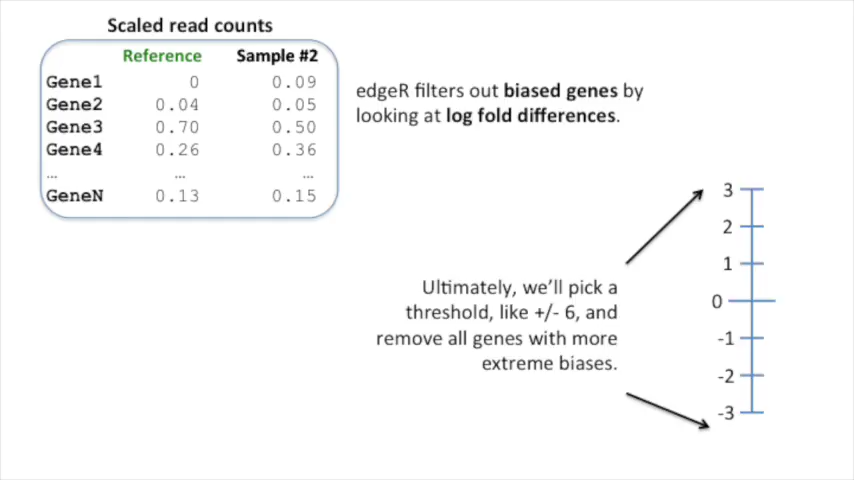 Scaled read counts
Reference Sample #2
Gene1 0 0.09
Gene2 0.04 0.05
Gene3 0.70 0.50
Gene4 0.26 0.36
… … …
GeneN 0.13 0.15
edgeR filters out biased genes by
looking at log fold differences.
Ultimately, we’ll pick a
threshold, like +/- 6, and
remove all genes with more
extreme biases.
3
2
1
0
-1
-2
-3